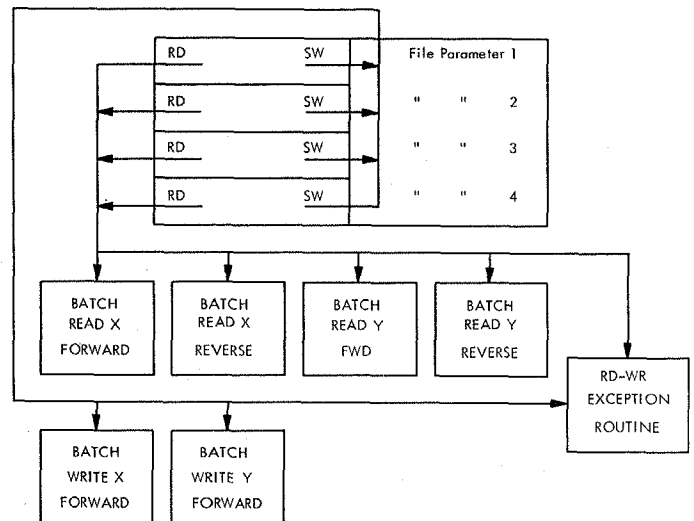 RD SW File Parameter 1
RD SW " " 2
RD SW " " 3
RD SW " " 4
BATCH
READ X
FORWARD
BATCH
READ X
REVERSE
BATCH
READ Y
FWD
BATCH
READ Y
REVERSE
RD-WR
EXCEPTION
ROUTINE
BATCH
WRITE X
FORWARD
BATCH
WRITE Y
FORWARD